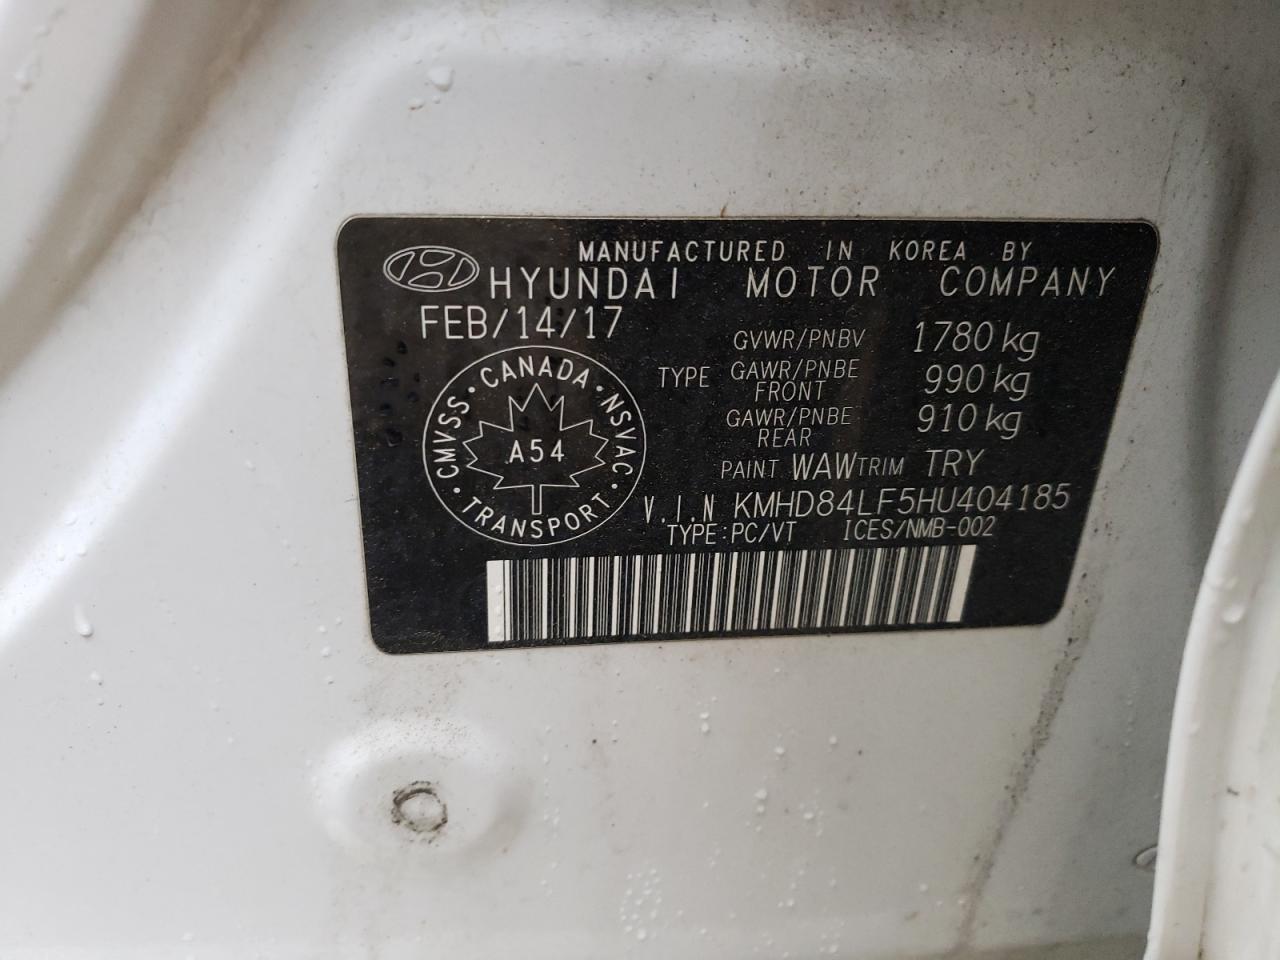 MANUFACTURED IN KOREA BY
HYUNDAI MOTOR COMPANY
FEB/14/17
GVWR/PNBV 1780 kg
TYPE GAWR/PNBE FRONT 990 kg
GAWR/PNBE REAR 910 kg
CMVSS · CANADA · NSVAC · TRANSPORT ·
A54
PAINT WAW TRIM TRY
V.I.N KMHD84LF5HU404185
TYPE:PC/VT ICES/NMB-002